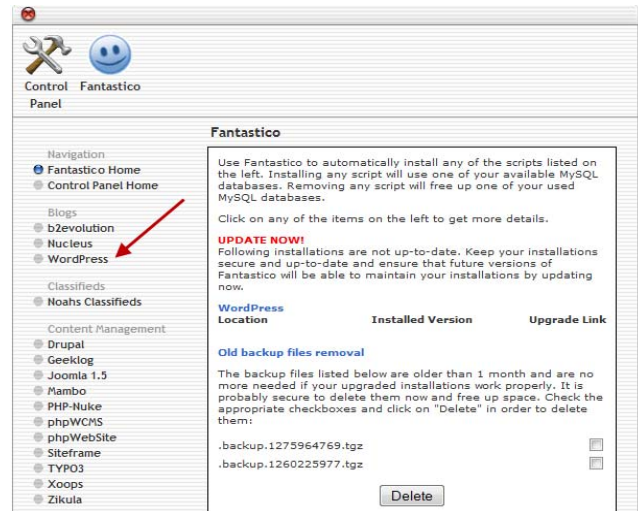 Control Fantastico
Panel
Navigation
Fantastico Home
Control Panel Home
Blogs
b2evolution
Nucleus
WordPress
Classifieds
Noahs Classifieds
Content Management
Drupal
Geeklog
Joomla 1.5
Mambo
PHP-Nuke
phpWCMS
phpWebSite
Siteframe
TYPO3
Xoops
Zikula
Fantastico
Use Fantastico to automatically install any of the scripts listed on
the left. Installing any script will use one of your available MySQL
databases. Removing any script will free up one of your used
MySQL databases.
Click on any of the items on the left to get more details.
UPDATE NOW!
Following installations are not up-to-date. Keep your installations
secure and up-to-date and ensure that future versions of
Fantastico will be able to maintain your installations by updating
now.
WordPress
Location Installed Version Upgrade Link
Old backup files removal
The backup files listed below are older than 1 month and are no
more needed if your upgraded installations work properly. It is
probably secure to delete them now and free up space. Check the
appropriate checkboxes and click on "Delete" in order to delete
them:
.backup.1275964769.tgz
.backup.1260225977.tgz
Delete